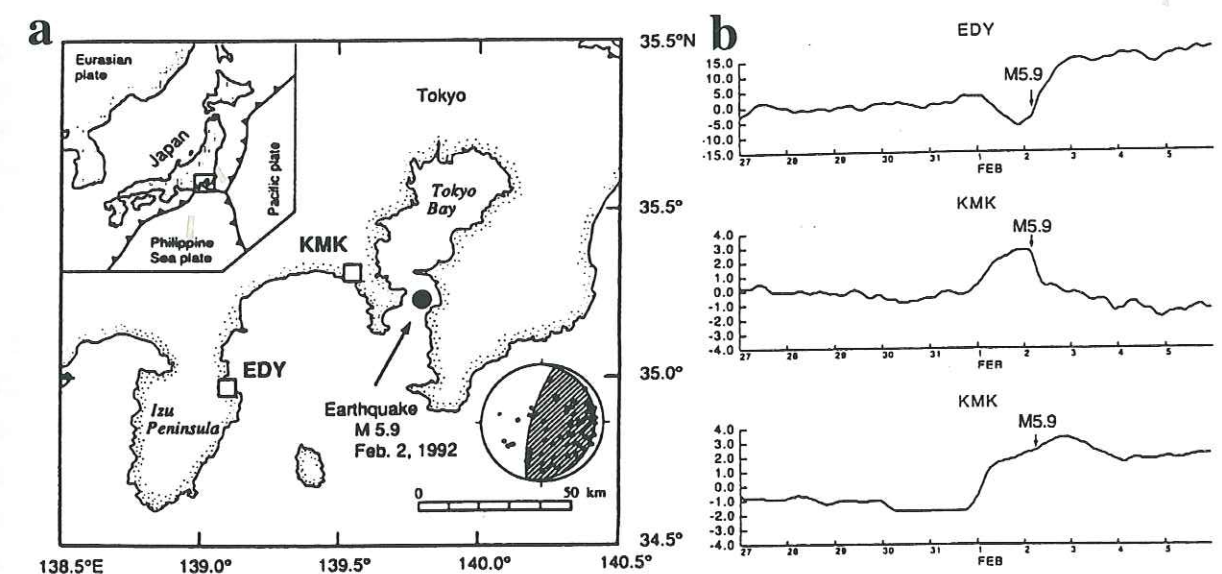 a
Eurasian
plate
Japan
Pacific plate
Philippine
Sea plate
Tokyo
Tokyo
Bay
KMK
EDY
Izu
Peninsula
Earthquake
M 5.9
Feb. 2, 1992
0 50 km
35.5°N
35.5°
35.0°
34.5°
138.5°E 139.0° 139.5° 140.0° 140.5°
b
EDY
M5.9
15.0
10.0
5.0
0.0
-5.0
-10.0
-15.0
27 28 29 30 31 1 2 3 4 5
FEB
KMK
M5.9
4.0
3.0
2.0
1.0
0.0
-1.0
-2.0
-3.0
-4.0
27 28 29 30 31 1 2 3 4 5
FEB
KMK
M5.9
4.0
3.0
2.0
1.0
0.0
-1.0
-2.0
-3.0
-4.0
27 28 29 30 31 1 2 3 4 5
FEB